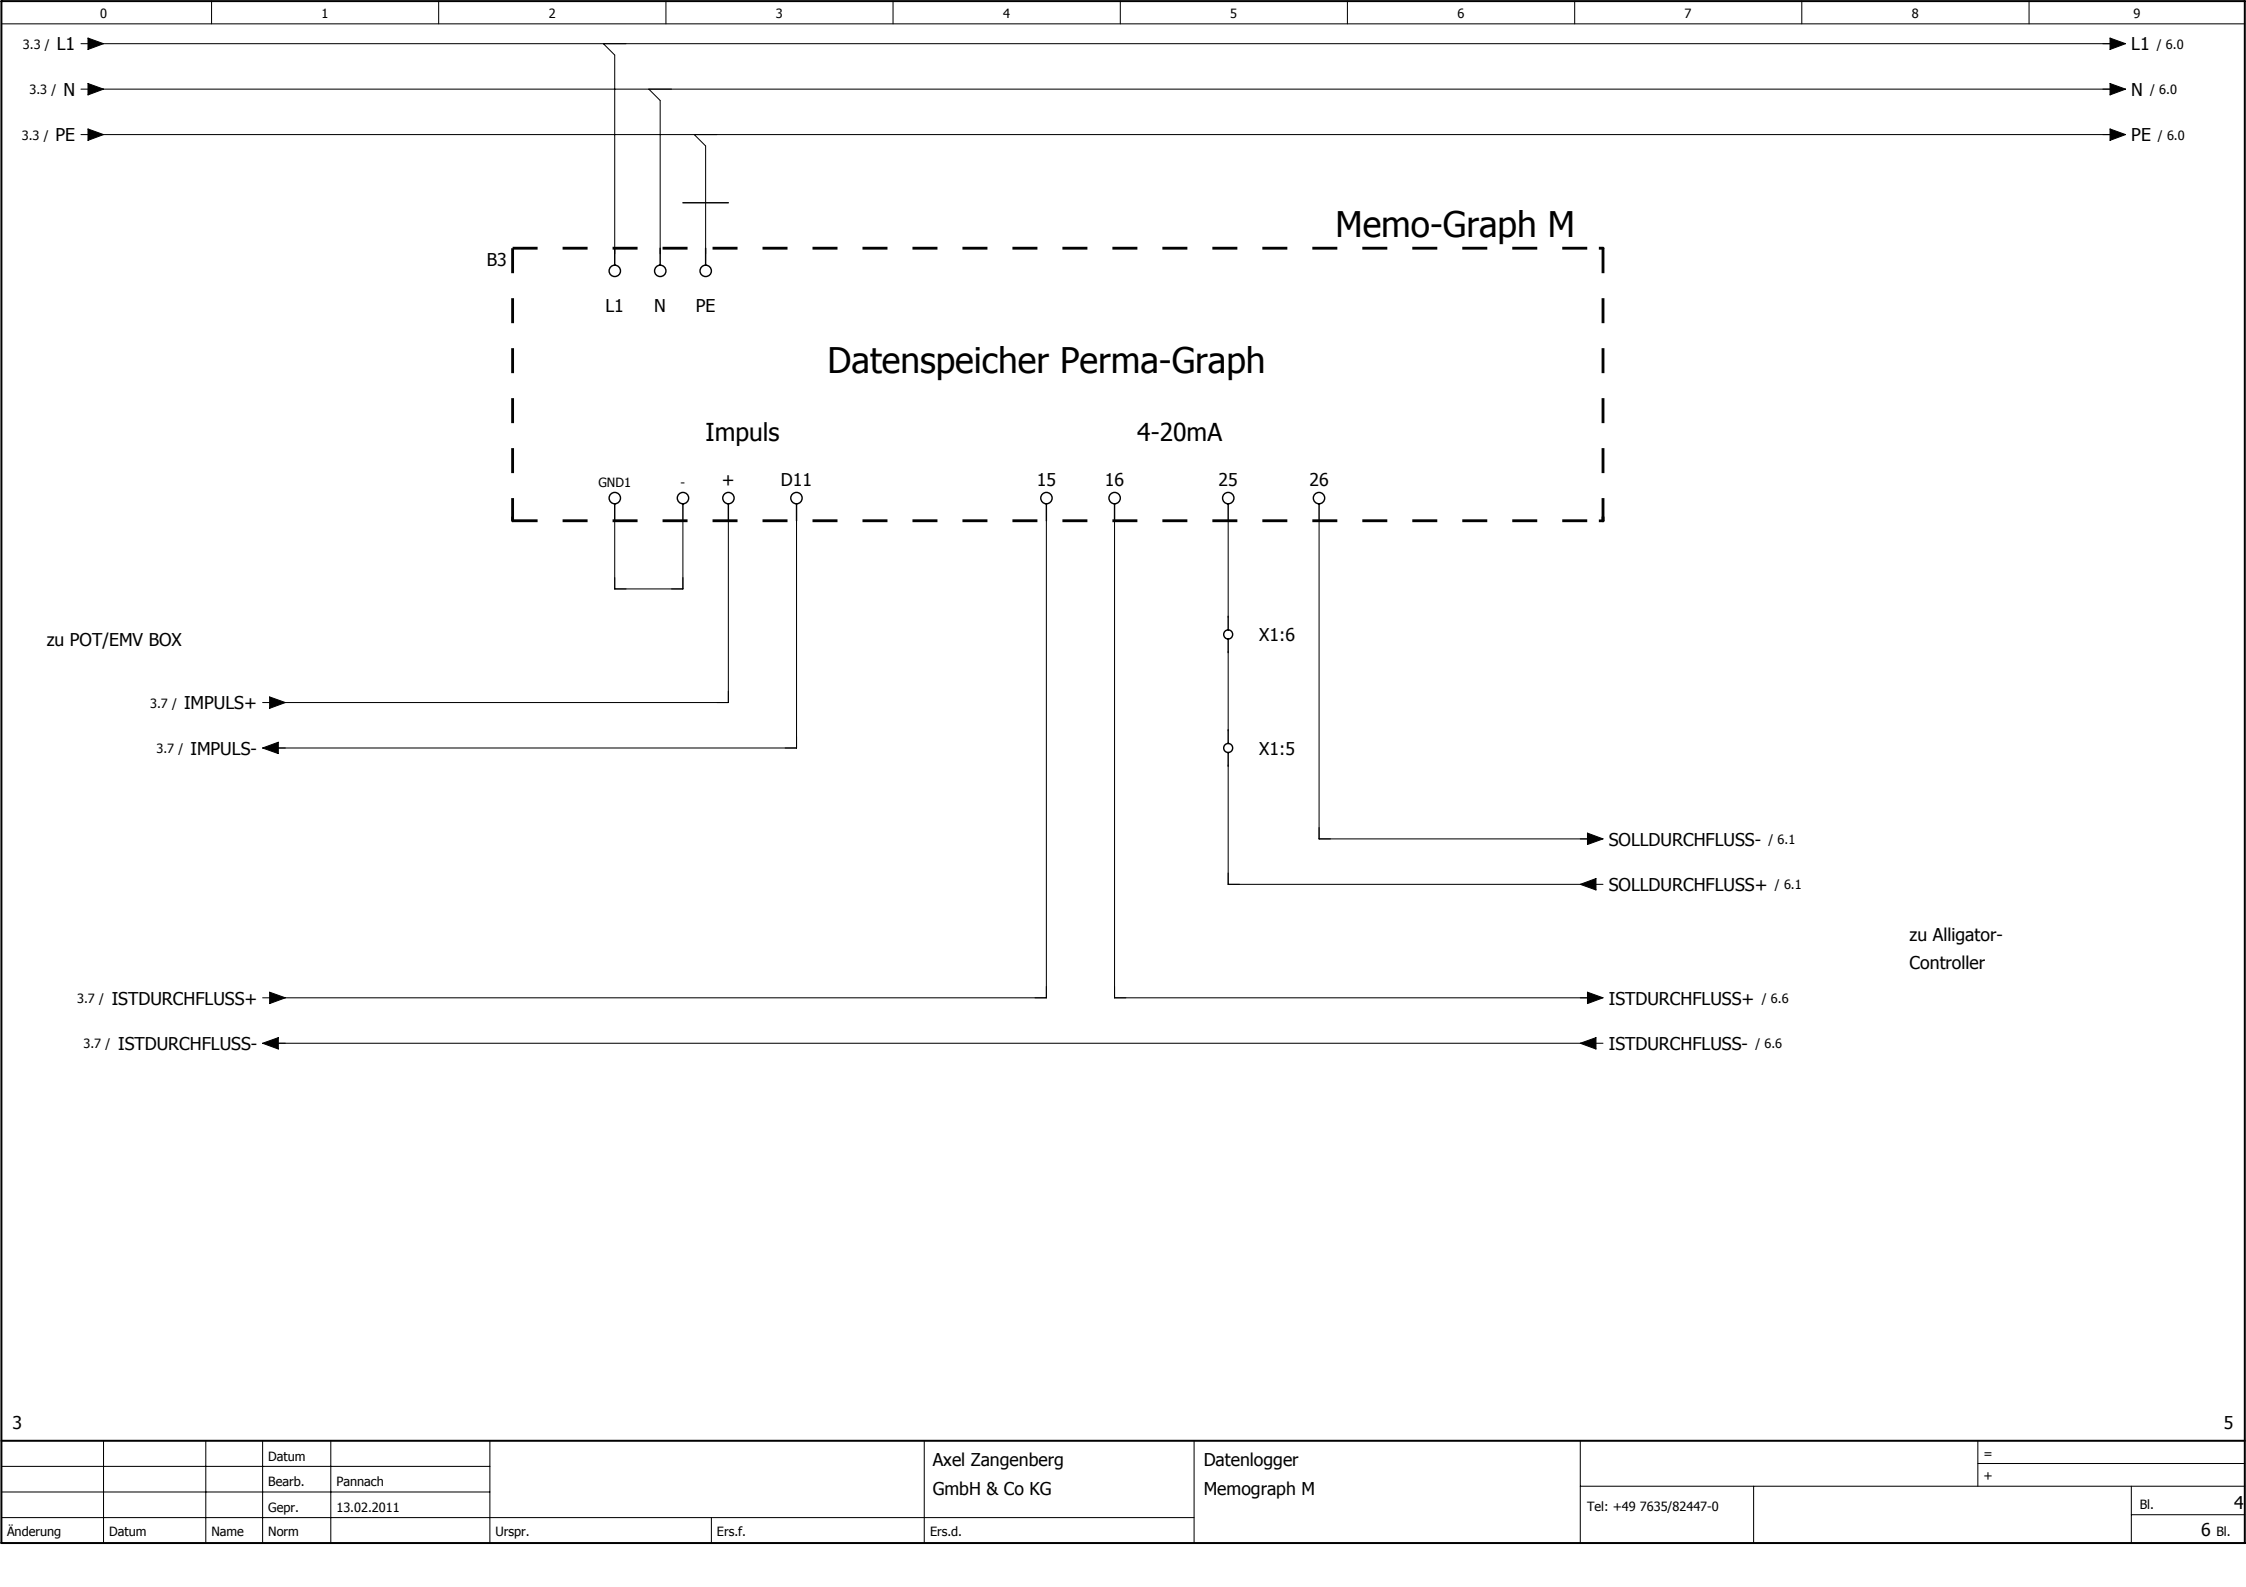 0 1 2 3 4 5 6 7 8 9
3.3 / L1 L1 / 6.0
3.3 / N N / 6.0
3.3 / PE PE / 6.0
Memo-Graph M
B3
L1 N PE
Datenspeicher Perma-Graph
Impuls 4-20mA
GND1 - + D11 15 16 25 26
zu POT/EMV BOX X1:6
3.7 / IMPULS+
3.7 / IMPULS- X1:5
SOLLDURCHFLUSS- / 6.1
SOLLDURCHFLUSS+ / 6.1
zu Alligator-
Controller
3.7 / ISTDURCHFLUSS+ ISTDURCHFLUSS+ / 6.6
3.7 / ISTDURCHFLUSS- ISTDURCHFLUSS- / 6.6
3 5
Datum
Bearb. Pannach
Gepr. 13.02.2011
Änderung Datum Name Norm Urspr. Ers.f. Ers.d.
Axel Zangenberg
GmbH & Co KG
Datenlogger
Memograph M
Tel: +49 7635/82447-0
=
+
Bl. 4
6 Bl.